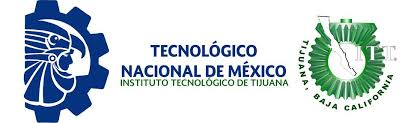 TECNOLÓGICO
NACIONAL DE MÉXICO
INSTITUTO TECNOLÓGICO DE TIJUANA
I.T.T.
TIJUANA, BAJA CALIFORNIA